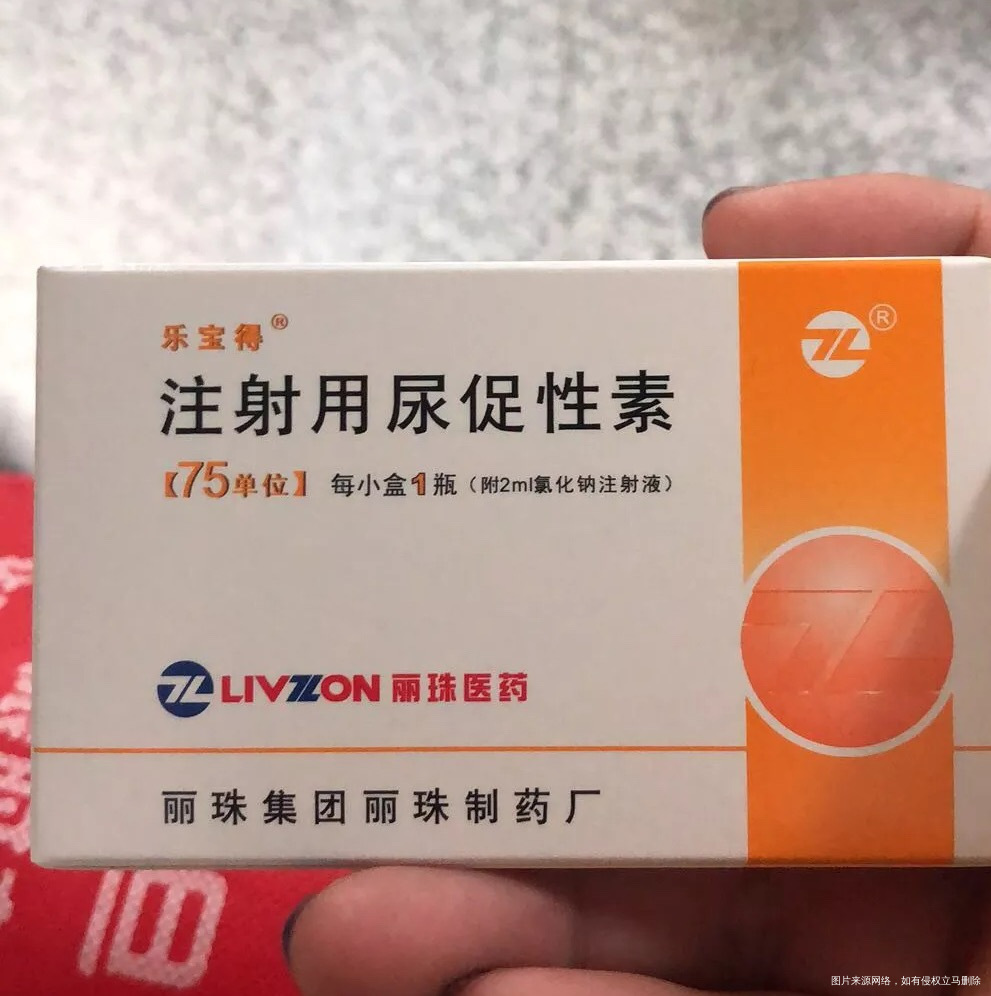 乐宝得®
®
注射用尿促性素
【75单位】 每小盒1瓶（附2ml氯化钠注射液）
LIVZON 丽珠医药
丽珠集团丽珠制药厂
图片来源网络，如有侵权立马删除